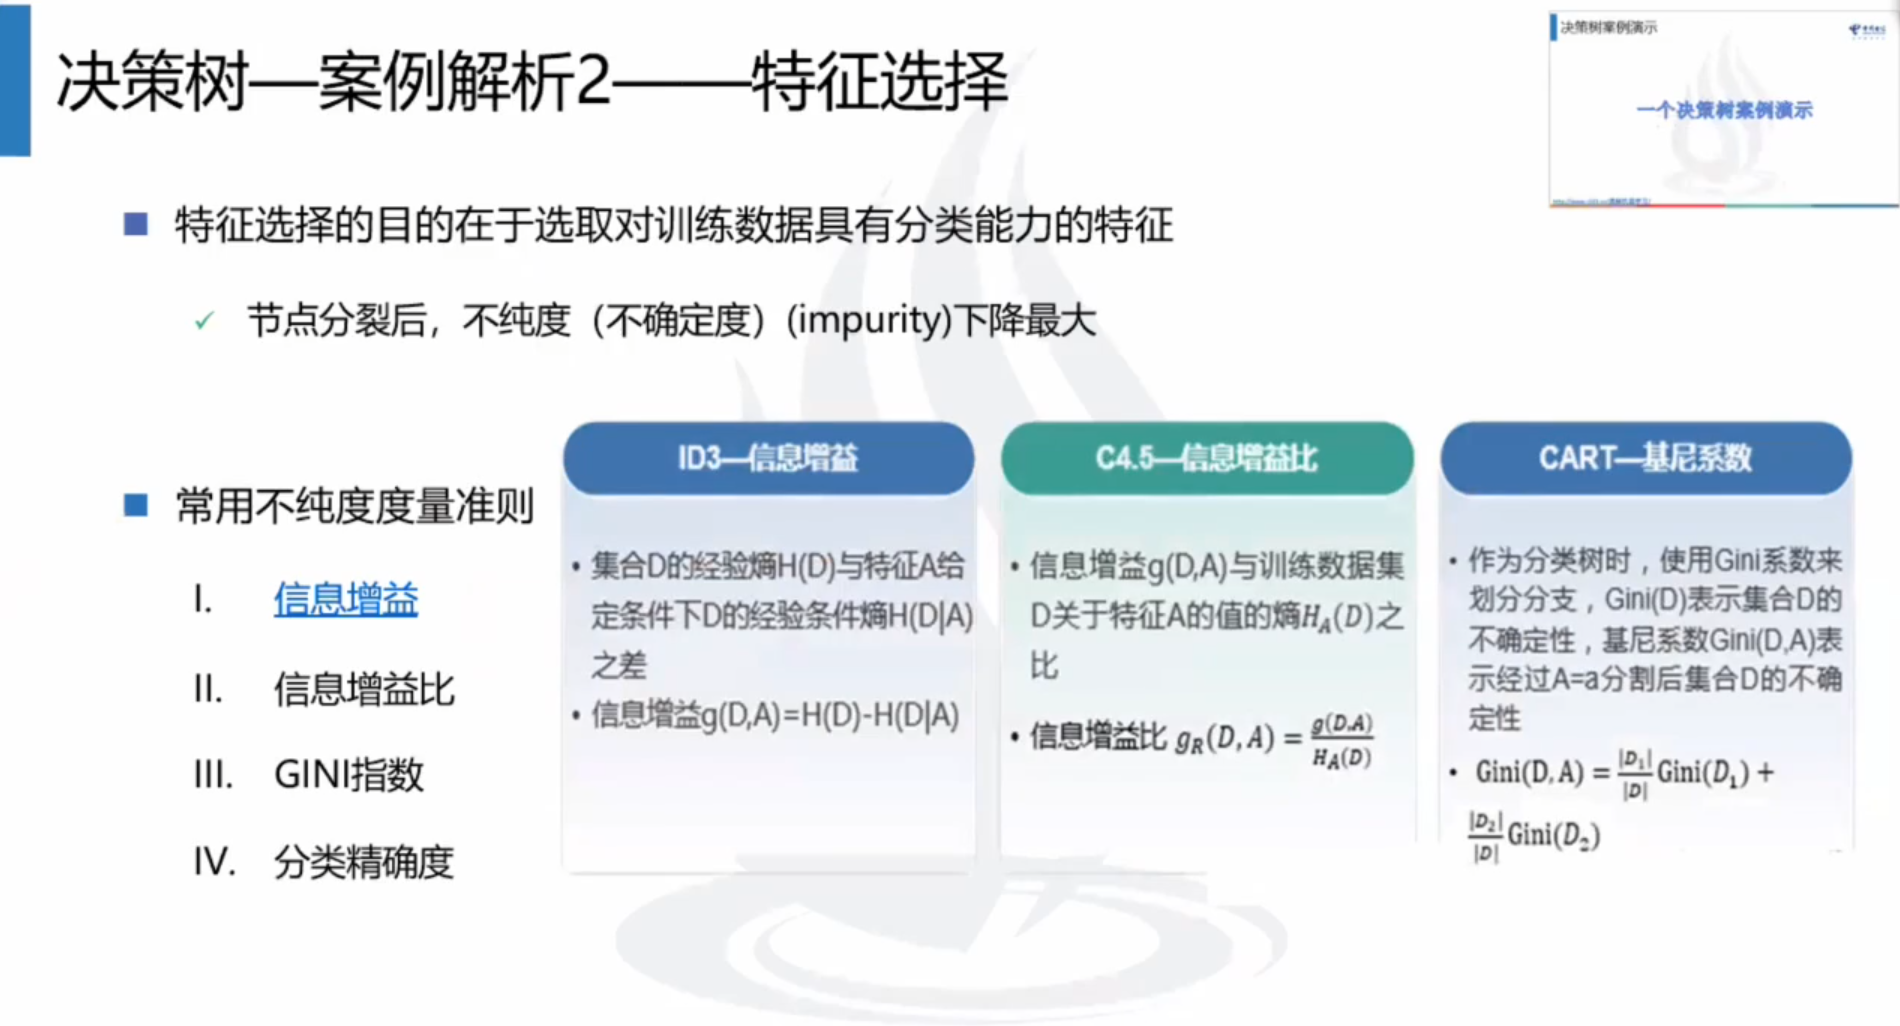 决策树—案例解析2——特征选择
决策树案例演示
一个决策树案例演示
特征选择的目的在于选取对训练数据具有分类能力的特征
✓ 节点分裂后，不纯度（不确定度）(impurity)下降最大
常用不纯度度量准则
I. 信息增益
II. 信息增益比
III. GINI指数
IV. 分类精确度
ID3—信息增益
• 集合D的经验熵H(D)与特征A给
定条件下D的经验条件熵H(D|A)
之差
• 信息增益g(D,A)=H(D)-H(D|A)
C4.5—信息增益比
• 信息增益g(D,A)与训练数据集
D关于特征A的值的熵H_A(D)之
比
• 信息增益比 g_R(D,A) = g(D,A)/H_A(D)
CART—基尼系数
• 作为分类树时，使用Gini系数来
划分分支，Gini(D)表示集合D的
不确定性，基尼系数Gini(D,A)表
示经过A=a分割后集合D的不确
定性
• Gini(D,A) = |D₁|/|D| Gini(D₁) +
|D₂|/|D| Gini(D₂)